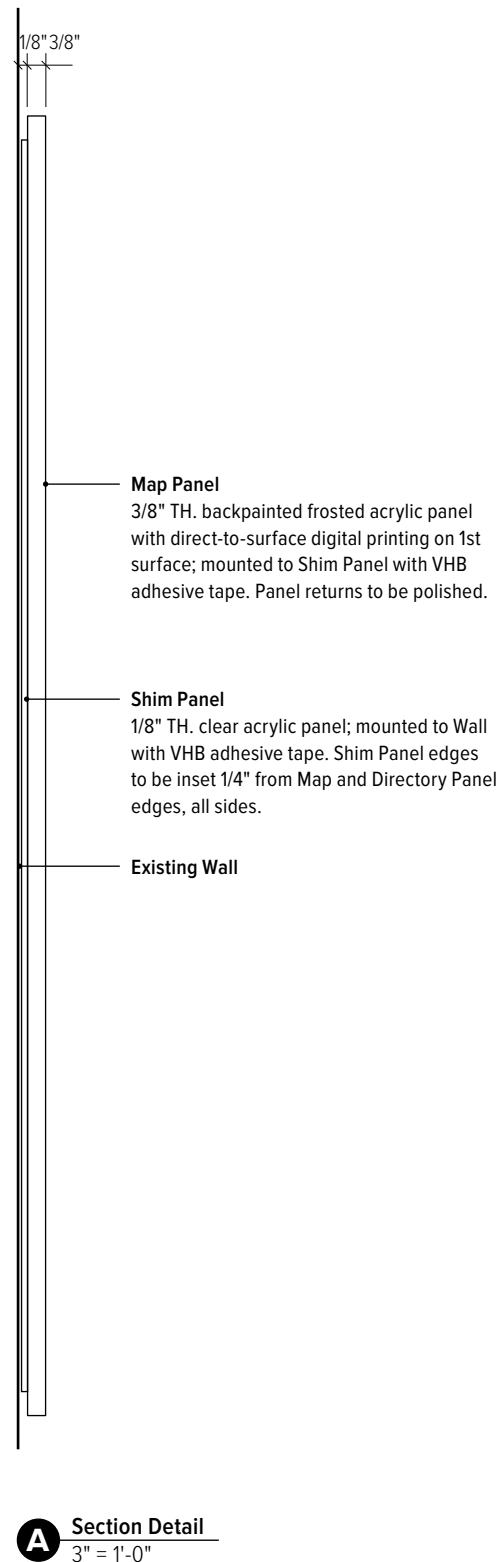 1/8" 3/8"
Map Panel
3/8" TH. backpainted frosted acrylic panel
with direct-to-surface digital printing on 1st
surface; mounted to Shim Panel with VHB
adhesive tape. Panel returns to be polished.
Shim Panel
1/8" TH. clear acrylic panel; mounted to Wall
with VHB adhesive tape. Shim Panel edges
to be inset 1/4" from Map and Directory Panel
edges, all sides.
Existing Wall
A Section Detail
3" = 1'-0"